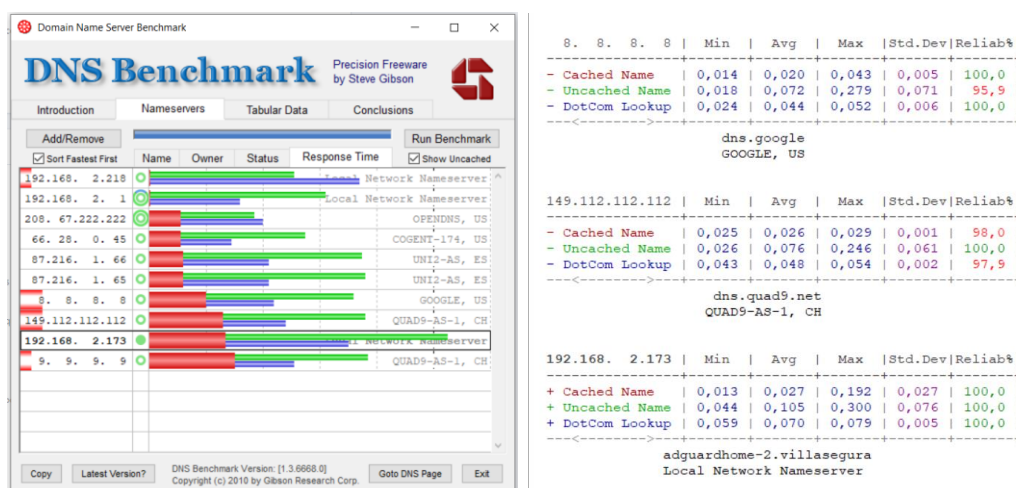 Domain Name Server Benchmark
DNS Benchmark
Precision Freeware
by Steve Gibson
Introduction Nameservers Tabular Data Conclusions
Add/Remove Run Benchmark
Sort Fastest First Name Owner Status Response Time Show Uncached
192.168. 2.218 Local Network Nameserver
192.168. 2. 1 Local Network Nameserver
208. 67.222.222 OPENDNS, US
66. 28. 0. 45 COGENT-174, US
87.216. 1. 66 UNI2-AS, ES
87.216. 1. 65 UNI2-AS, ES
8. 8. 8. 8 GOOGLE, US
149.112.112.112 QUAD9-AS-1, CH
192.168. 2.173 Local Network Nameserver
9. 9. 9. 9 QUAD9-AS-1, CH
Copy Latest Version? DNS Benchmark Version: [1.3.6668.0] Goto DNS Page Exit
Copyright (c) 2010 by Gibson Research Corp.
8. 8. 8. 8 | Min | Avg | Max |Std.Dev|Reliab%
----------------+-------+-------+-------+-------+-------+
- Cached Name | 0,014 | 0,020 | 0,043 | 0,005 | 100,0
- Uncached Name | 0,018 | 0,072 | 0,279 | 0,071 | 95,9
- DotCom Lookup | 0,024 | 0,044 | 0,052 | 0,006 | 100,0
---<-------->---+-------+-------+-------+-------+-------+
dns.google
GOOGLE, US
149.112.112.112 | Min | Avg | Max |Std.Dev|Reliab%
----------------+-------+-------+-------+-------+-------+
- Cached Name | 0,025 | 0,026 | 0,029 | 0,001 | 98,0
- Uncached Name | 0,026 | 0,076 | 0,246 | 0,061 | 100,0
- DotCom Lookup | 0,043 | 0,048 | 0,054 | 0,002 | 97,9
---<-------->---+-------+-------+-------+-------+-------+
dns.quad9.net
QUAD9-AS-1, CH
192.168. 2.173 | Min | Avg | Max |Std.Dev|Reliab%
----------------+-------+-------+-------+-------+-------+
+ Cached Name | 0,013 | 0,027 | 0,192 | 0,027 | 100,0
+ Uncached Name | 0,044 | 0,105 | 0,300 | 0,076 | 100,0
+ DotCom Lookup | 0,059 | 0,070 | 0,079 | 0,005 | 100,0
---<-------->---+-------+-------+-------+-------+-------+
adguardhome-2.villasegura
Local Network Nameserver